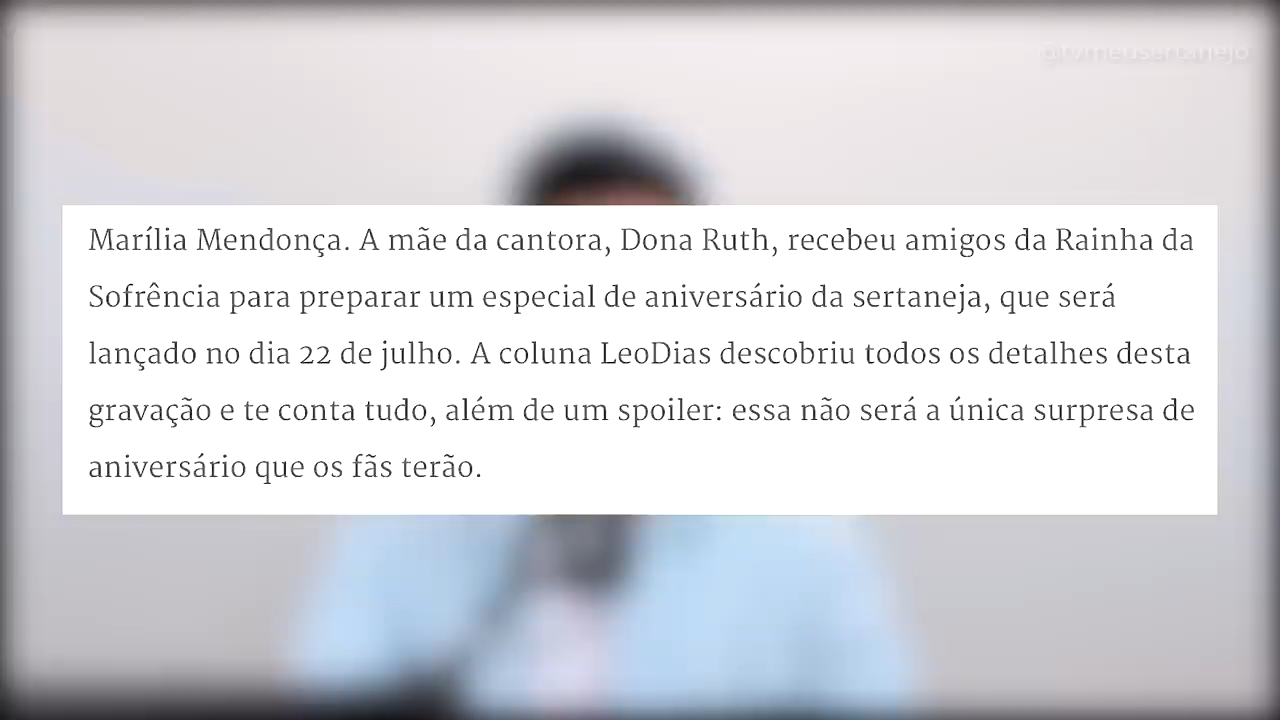 @tvmeusertanejo
Marília Mendonça. A mãe da cantora, Dona Ruth, recebeu amigos da Rainha da
Sofrência para preparar um especial de aniversário da sertaneja, que será
lançado no dia 22 de julho. A coluna LeoDias descobriu todos os detalhes desta
gravação e te conta tudo, além de um spoiler: essa não será a única surpresa de
aniversário que os fãs terão.